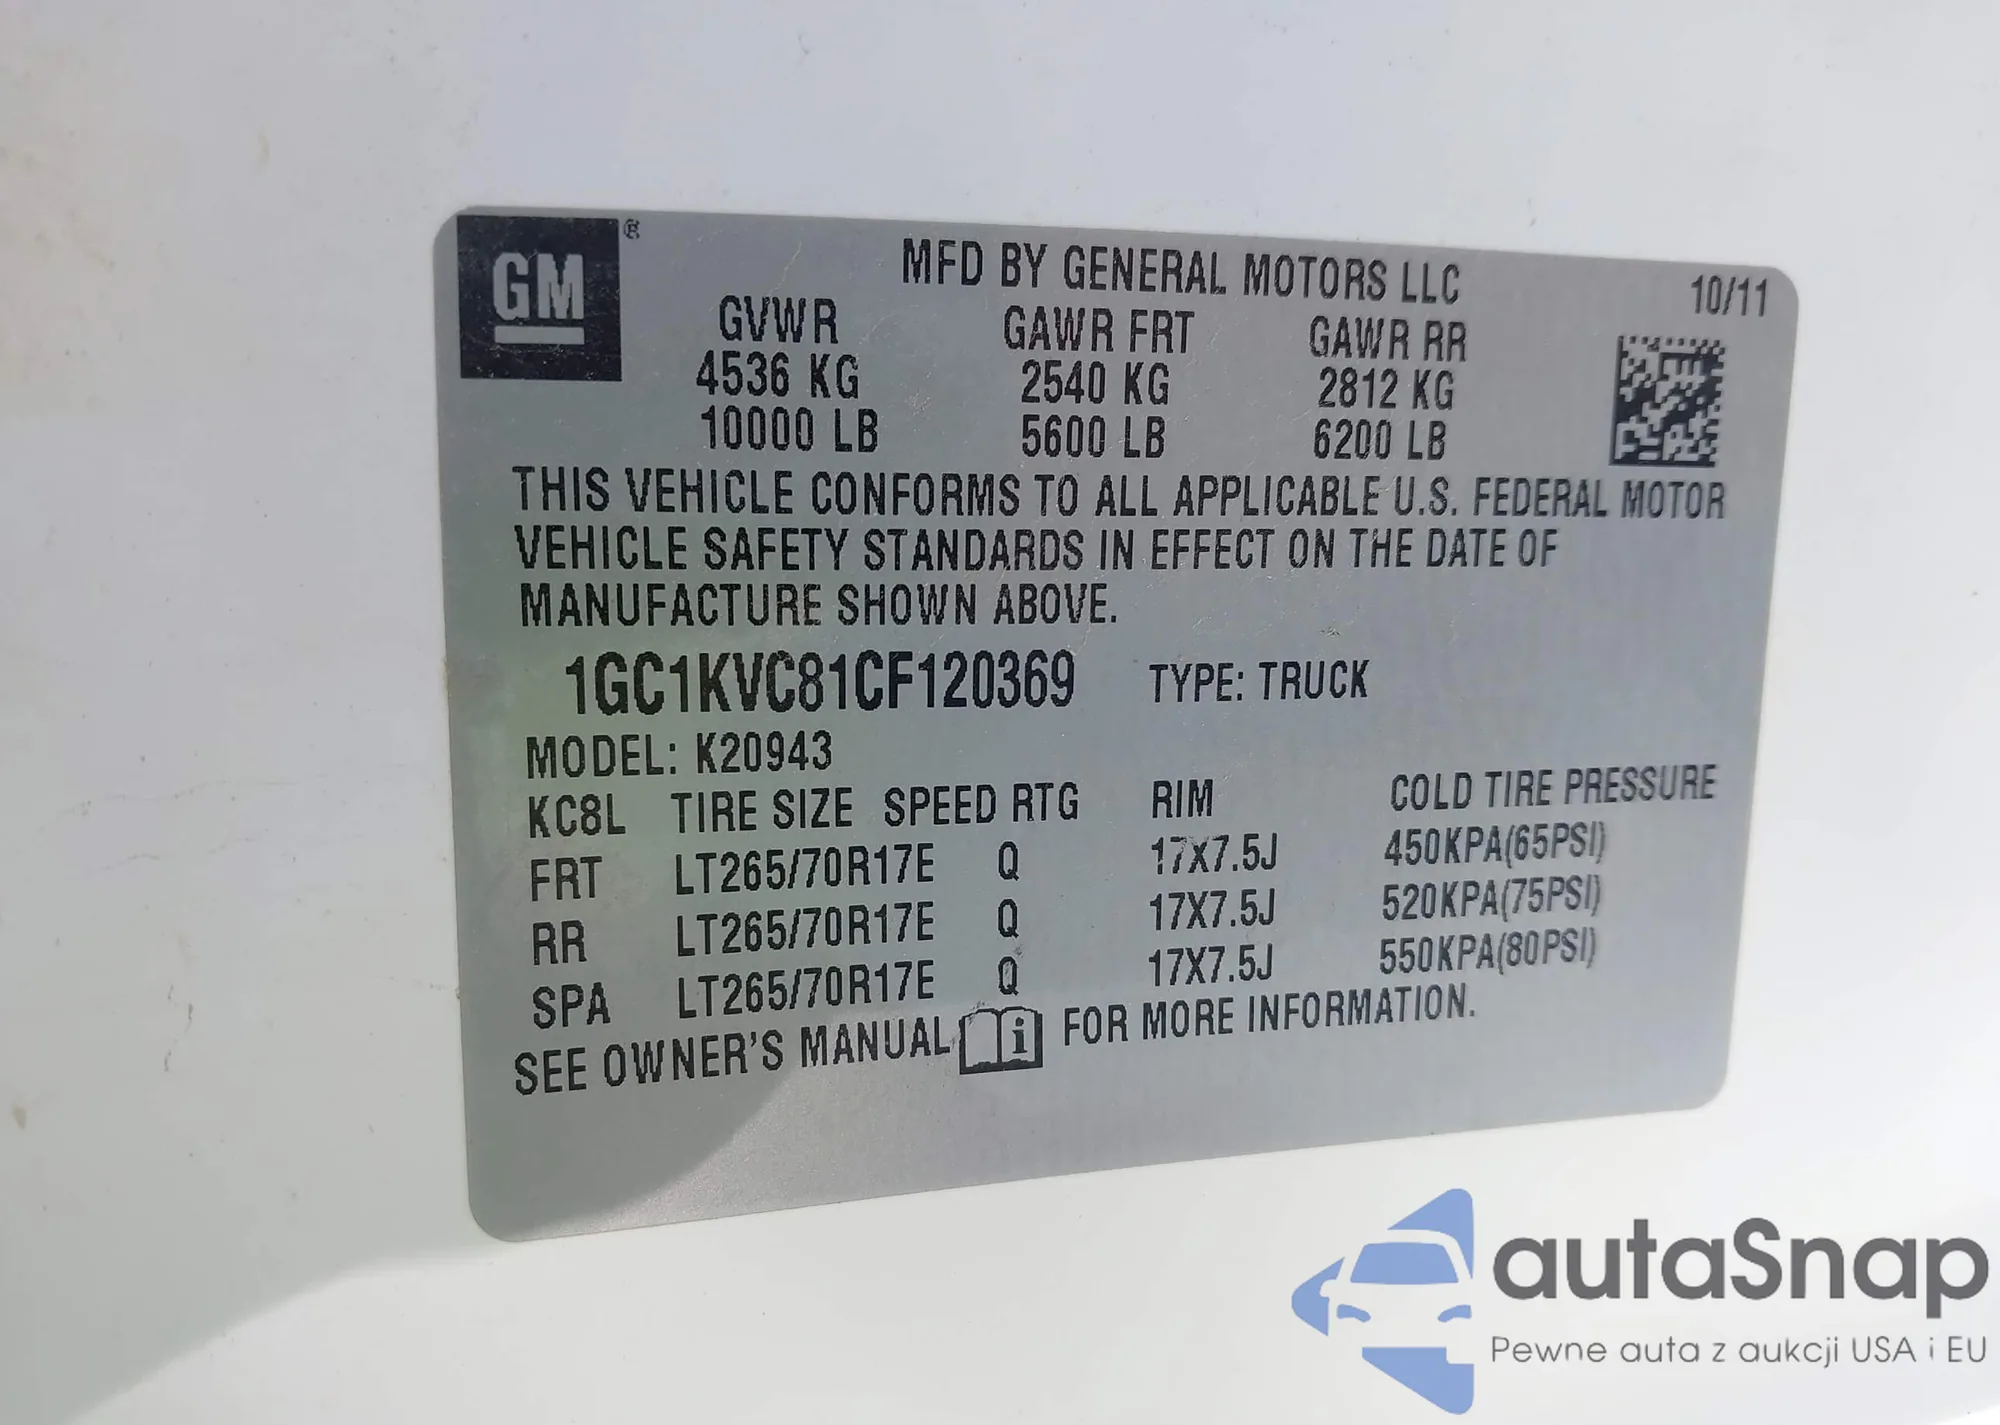 GM ®
MFD BY GENERAL MOTORS LLC 10/11
GVWR GAWR FRT GAWR RR
4536 KG 2540 KG 2812 KG
10000 LB 5600 LB 6200 LB
THIS VEHICLE CONFORMS TO ALL APPLICABLE U.S. FEDERAL MOTOR
VEHICLE SAFETY STANDARDS IN EFFECT ON THE DATE OF
MANUFACTURE SHOWN ABOVE.
1GC1KVC81CF120369 TYPE: TRUCK
MODEL: K20943
KC8L TIRE SIZE SPEED RTG RIM COLD TIRE PRESSURE
FRT LT265/70R17E Q 17X7.5J 450KPA(65PSI)
RR LT265/70R17E Q 17X7.5J 520KPA(75PSI)
SPA LT265/70R17E Q 17X7.5J 550KPA(80PSI)
SEE OWNER'S MANUAL i FOR MORE INFORMATION.
autaSnap
Pewne auta z aukcji USA i EU